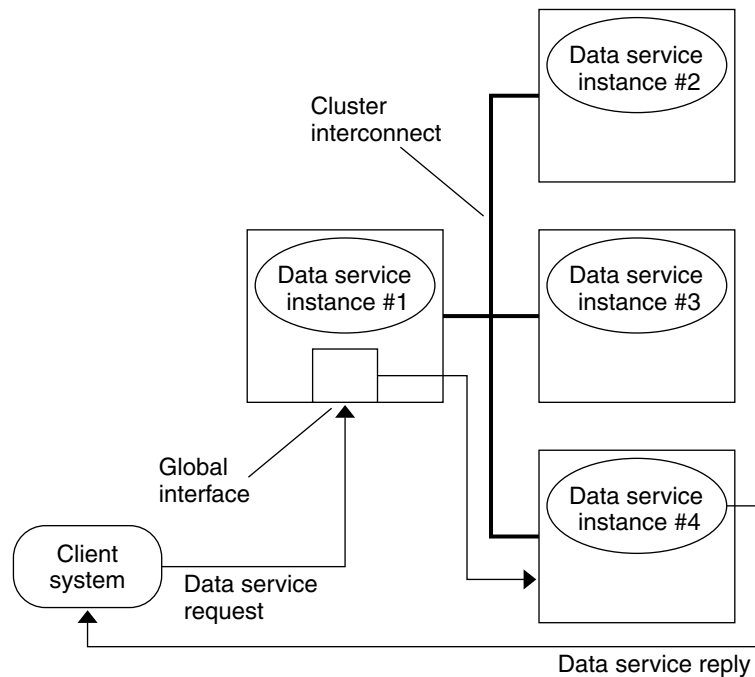 Data service
instance #2
Cluster
interconnect
Data service
instance #1
Data service
instance #3
Global
interface
Data service
instance #4
Client
system
Data service
request
Data service reply